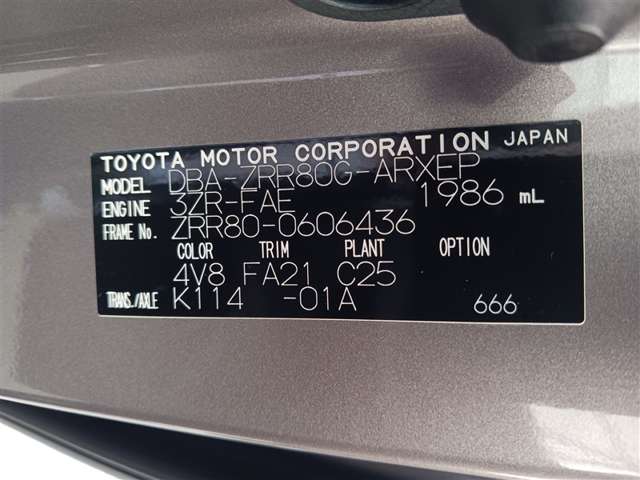 TOYOTA MOTOR CORPORATION JAPAN
MODEL DBA-ZRR80G-ARXEP
ENGINE 3ZR-FAE 1986 mL
FRAME No. ZRR80-0606436
COLOR TRIM PLANT OPTION
4V8 FA21 C25
TRANS./AXLE K114 -01A 666